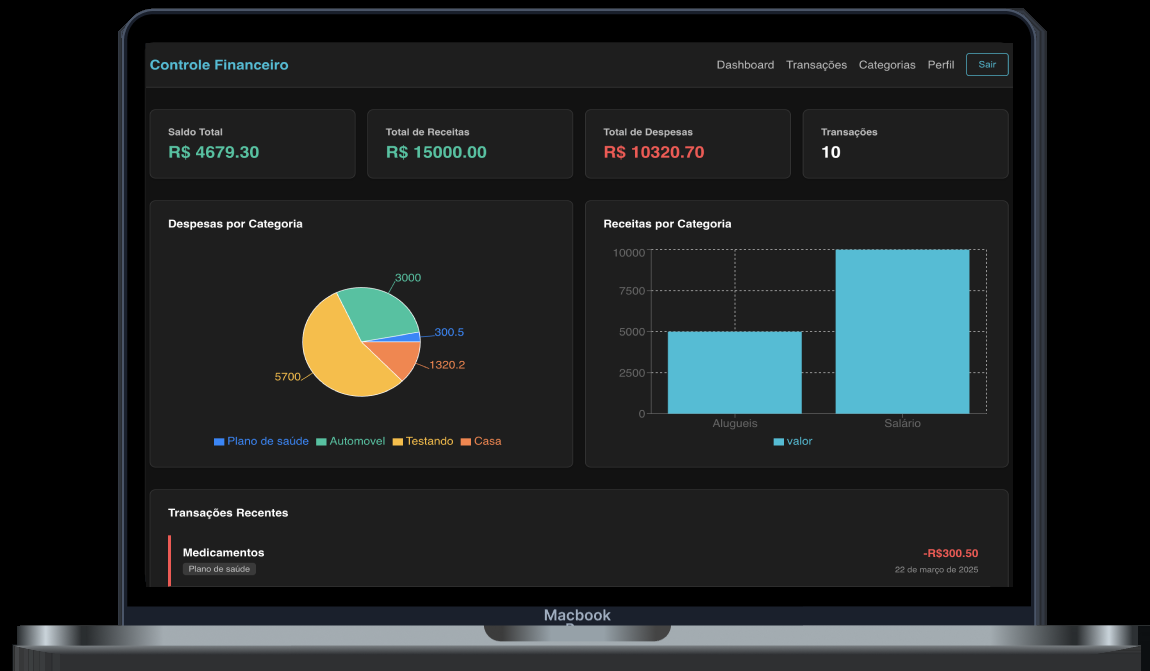 Controle Financeiro
Dashboard Transações Categorias Perfil Sair
Saldo Total
R$ 4679.30
Total de Receitas
R$ 15000.00
Total de Despesas
R$ 10320.70
Transações
10
Despesas por Categoria
3000
300.5
1320.2
5700
Plano de saúde Automovel Testando Casa
Receitas por Categoria
10000
7500
5000
2500
0
Alugueis Salário
valor
Transações Recentes
Medicamentos
Plano de saúde
-R$300.50
22 de março de 2025
Macbook